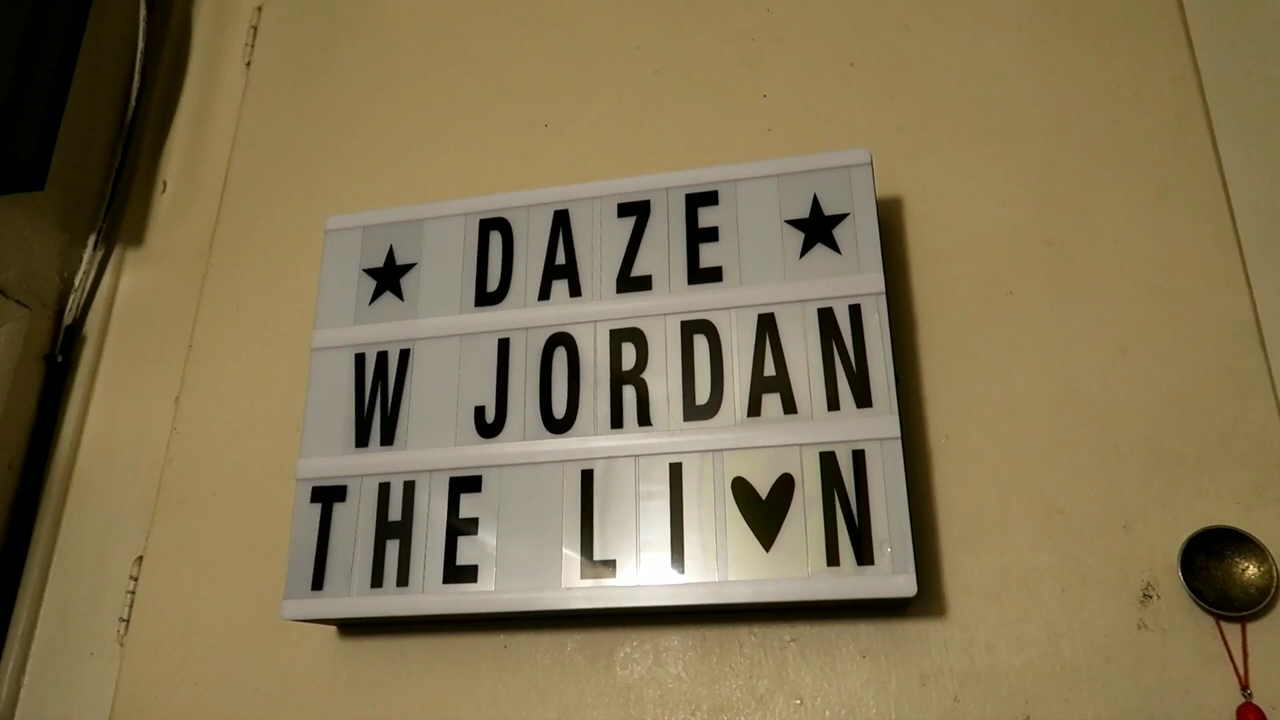 ★ DAZE ★
W JORDAN
THE LI♥N